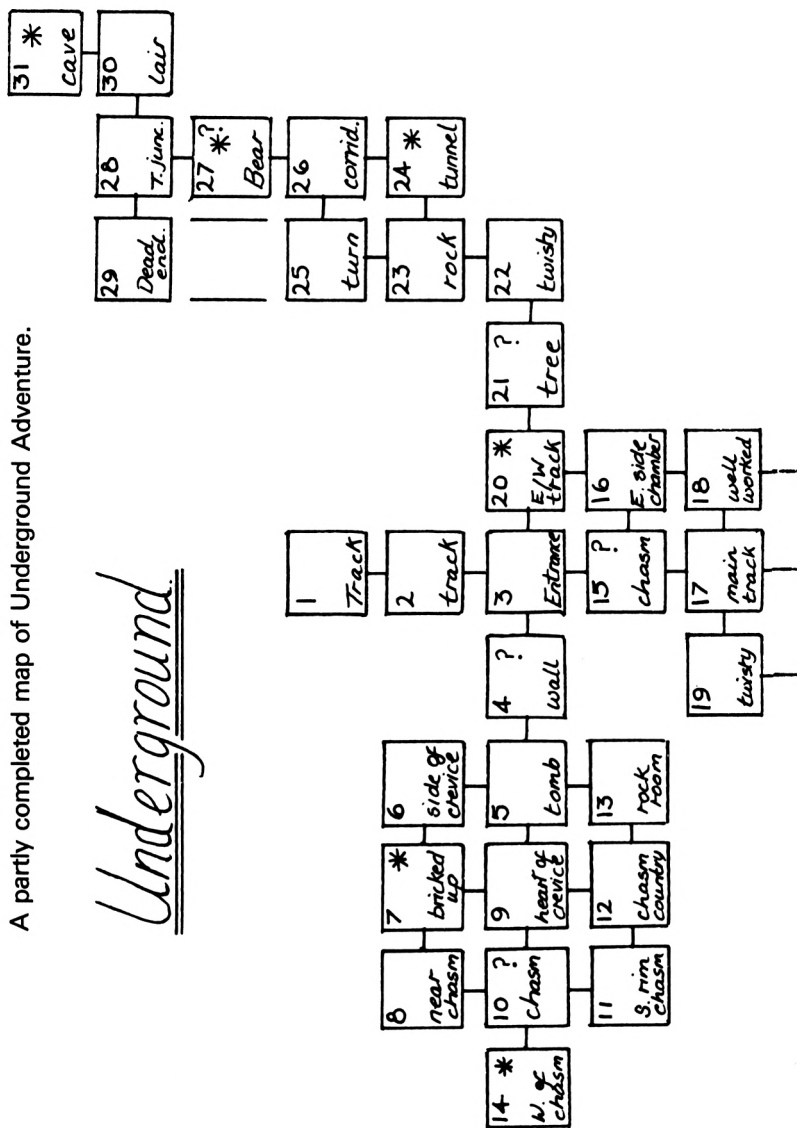 A partly completed map of Underground Adventure.
Underground
1
Track
2
track
3
Entrance
4 ?
wall
5
tomb
6
side of
crevice
7 *
bricked
up
8
near
chasm
9
heart of
crevice
10 ?
chasm
11
S. rim
chasm
12
chasm
country
13
rock
room
14 *
W. of
chasm
15 ?
chasm
16
E. side
chamber
17
main
track
18
well
worked
19
twisty
20 *
E/W
track
21 ?
tree
22
twisty
23
rock
24 *
tunnel
25
turn
26
corrid.
27 *?
Bear
28
T. junc.
29
Dead
end.
30
lair
31 *
cave